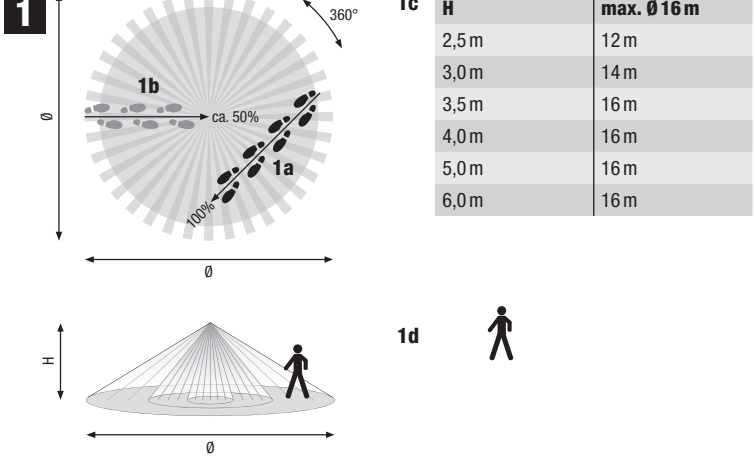 1
360°
1b
Ø
ca. 50%
1a
100%
Ø
1c
H max. Ø 16 m
2,5 m 12 m
3,0 m 14 m
3,5 m 16 m
4,0 m 16 m
5,0 m 16 m
6,0 m 16 m
H
Ø
1d